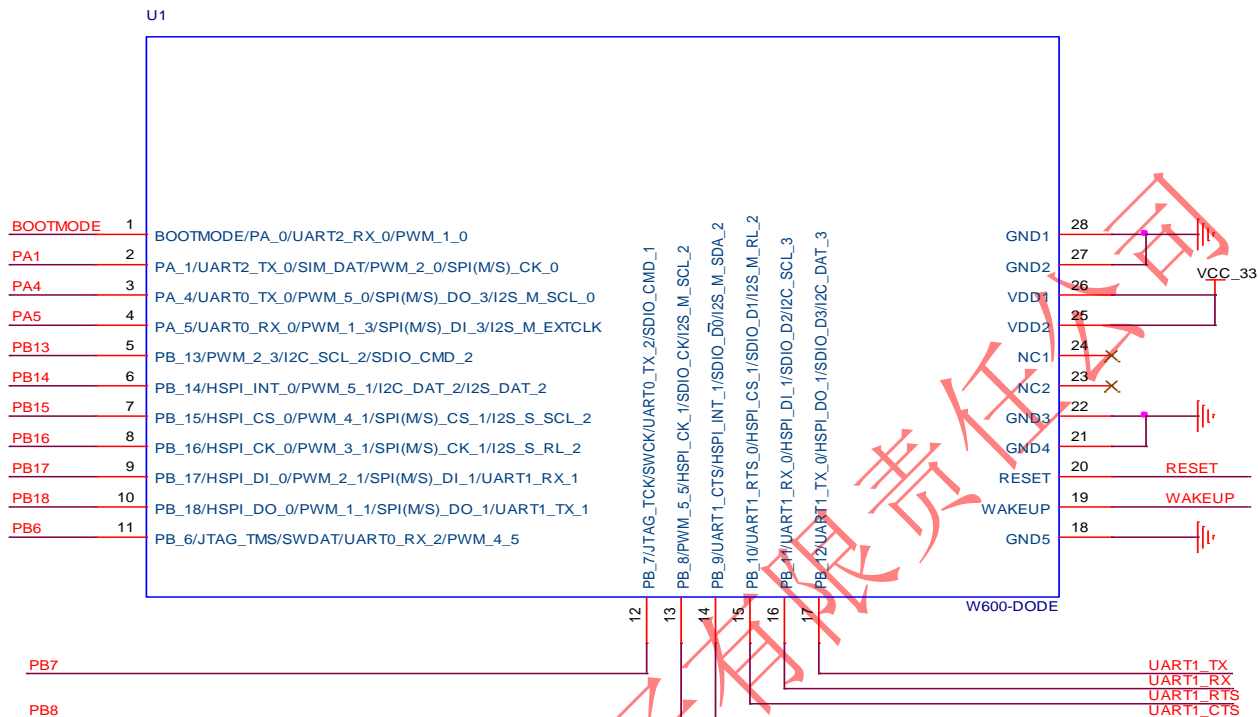 U1
BOOTMODE 1 BOOTMODE/PA_0/UART2_RX_0/PWM_1_0
PA1 2 PA_1/UART2_TX_0/SIM_DAT/PWM_2_0/SPI(M/S)_CK_0
PA4 3 PA_4/UART0_TX_0/PWM_5_0/SPI(M/S)_DO_3/I2S_M_SCL_0
PA5 4 PA_5/UART0_RX_0/PWM_1_3/SPI(M/S)_DI_3/I2S_M_EXTCLK
PB13 5 PB_13/PWM_2_3/I2C_SCL_2/SDIO_CMD_2
PB14 6 PB_14/HSPI_INT_0/PWM_5_1/I2C_DAT_2/I2S_DAT_2
PB15 7 PB_15/HSPI_CS_0/PWM_4_1/SPI(M/S)_CS_1/I2S_S_SCL_2
PB16 8 PB_16/HSPI_CK_0/PWM_3_1/SPI(M/S)_CK_1/I2S_S_RL_2
PB17 9 PB_17/HSPI_DI_0/PWM_2_1/SPI(M/S)_DI_1/UART1_RX_1
PB18 10 PB_18/HSPI_DO_0/PWM_1_1/SPI(M/S)_DO_1/UART1_TX_1
PB6 11 PB_6/JTAG_TMS/SWDAT/UART0_RX_2/PWM_4_5
12 PB_7/JTAG_TCK/SWCK/UART0_TX_2/SDIO_CMD_1
13 PB_8/PWM_5_5/HSPI_CK_1/SDIO_CK/I2S_M_SCL_2
14 PB_9/UART1_CTS/HSPI_INT_1/SDIO_D0/I2S_M_SDA_2
15 PB_10/UART1_RTS_0/HSPI_CS_1/SDIO_D1/I2S_M_RL_2
16 PB_11/UART1_RX_0/HSPI_DI_1/SDIO_D2/I2C_SCL_3
17 PB_12/UART1_TX_0/HSPI_DO_1/SDIO_D3/I2C_DAT_3
GND1 28
GND2 27
VCC_33
VDD1 26
VDD2 25
NC1 24
NC2 23
GND3 22
GND4 21
RESET 20 RESET
WAKEUP 19 WAKEUP
GND5 18
W600-DODE
PB7
PB8
UART1_TX
UART1_RX
UART1_RTS
UART1_CTS
有限责任公司